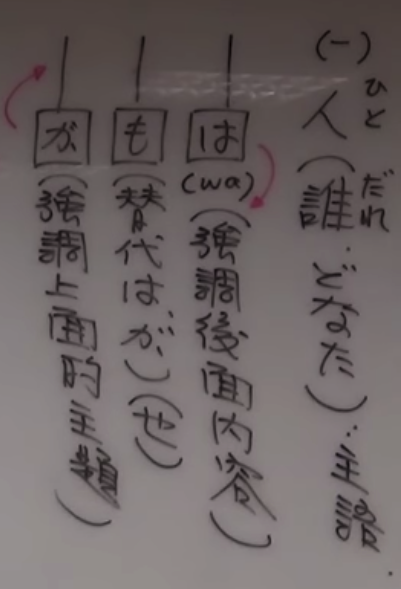 (一)人(誰.どなた)：主語
ひと
だれ
は(wa)(強調後面内容)
も(替代は、が)(也)
が(強調上面的主題)